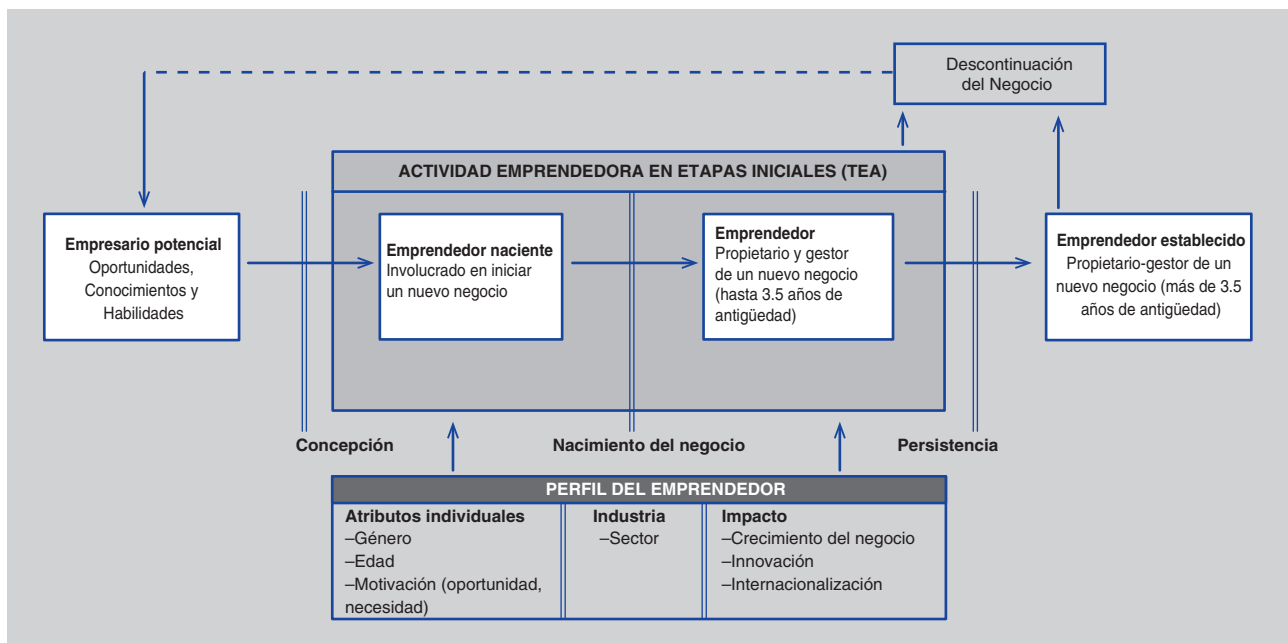 Descontinuación
del Negocio
ACTIVIDAD EMPRENDEDORA EN ETAPAS INICIALES (TEA)
Empresario potencial
Oportunidades,
Conocimientos y
Habilidades
Emprendedor naciente
Involucrado en iniciar
un nuevo negocio
Emprendedor
Propietario y gestor
de un nuevo negocio
(hasta 3.5 años de
antigüedad)
Emprendedor establecido
Propietario-gestor de un
nuevo negocio (más de 3.5
años de antigüedad)
Concepción
Nacimiento del negocio
Persistencia
PERFIL DEL EMPRENDEDOR
Atributos individuales
–Género
–Edad
–Motivación (oportunidad,
necesidad)
Industria
–Sector
Impacto
–Crecimiento del negocio
–Innovación
–Internacionalización